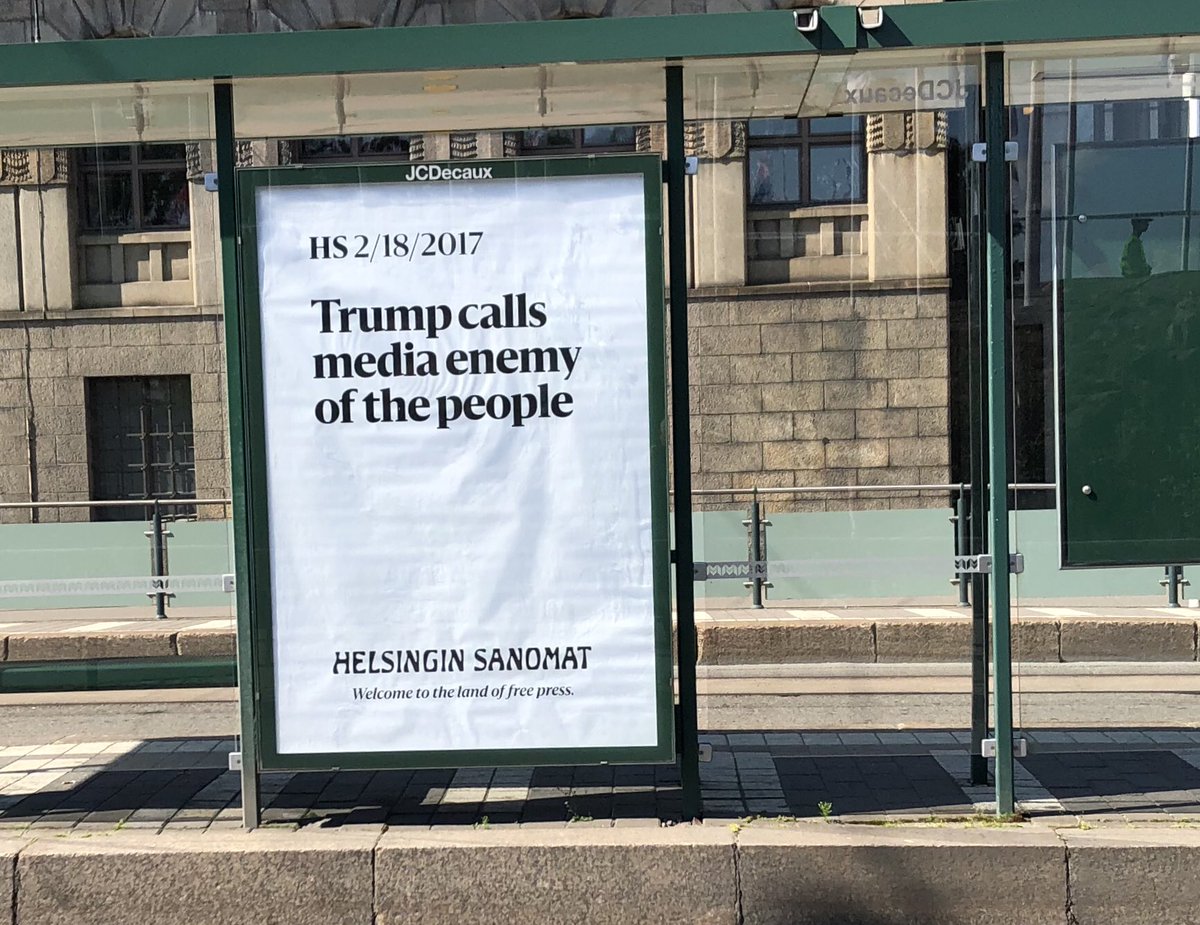 JCDecaux
JCDecaux
HS 2/18/2017
Trump calls
media enemy
of the people
HELSINGIN SANOMAT
Welcome to the land of free press.